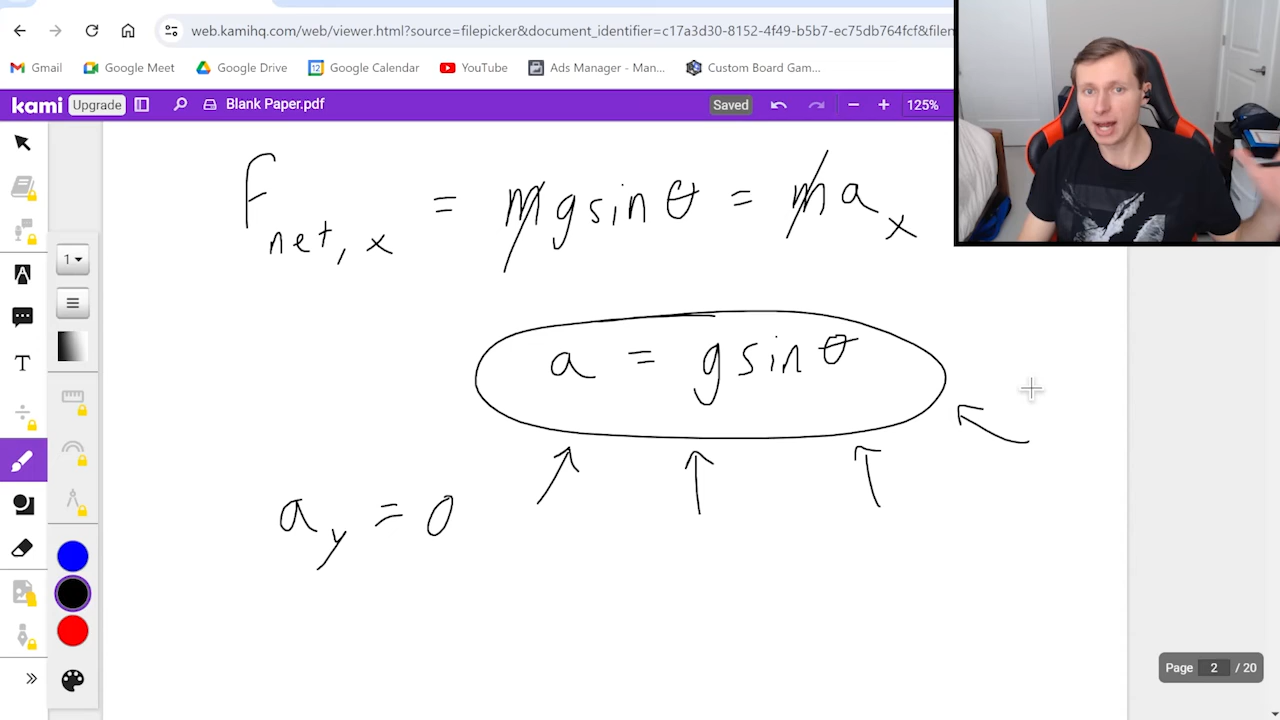 web.kamihq.com/web/viewer.html?source=filepicker&document_identifier=c17a3d30-8152-4f49-b5b7-ec75db764fcf&filen
Gmail Google Meet Google Drive 12 Google Calendar YouTube Ads Manager - Man... Custom Board Gam...
kami Upgrade Blank Paper.pdf Saved 125%
F net, x = mg sin θ = m a x
1
a = g sin θ
T
a y = 0
Page 2 / 20